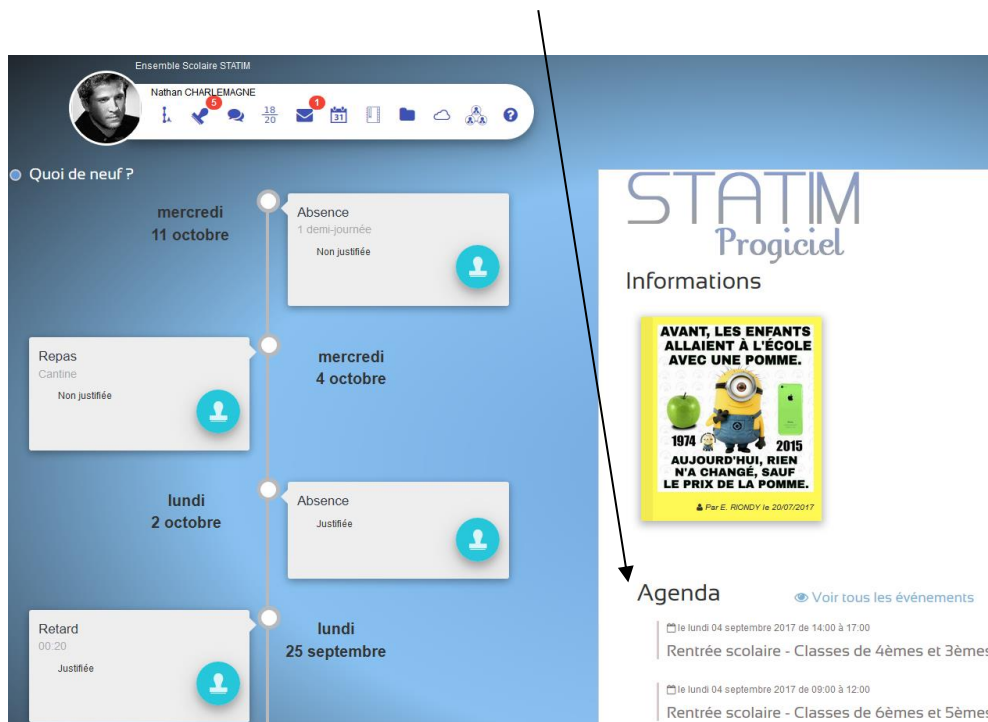 Ensemble Scolaire STATIM
Nathan CHARLEMAGNE
5
18
20
1
31
?
Quoi de neuf ?
mercredi
11 octobre
Absence
1 demi-journée
Non justifiée
Repas
Cantine
Non justifiée
mercredi
4 octobre
lundi
2 octobre
Absence
Justifiée
Retard
00:20
Justifiée
lundi
25 septembre
STATIM
Progiciel
Informations
AVANT, LES ENFANTS
ALLAIENT À L'ÉCOLE
AVEC UNE POMME.
1974
2015
AUJOURD'HUI, RIEN
N'A CHANGÉ, SAUF
LE PRIX DE LA POMME.
Par E. RIONDY le 20/07/2017
Agenda
Voir tous les événements
le lundi 04 septembre 2017 de 14:00 à 17:00
Rentrée scolaire - Classes de 4èmes et 3èmes
le lundi 04 septembre 2017 de 09:00 à 12:00
Rentrée scolaire - Classes de 6èmes et 5èmes